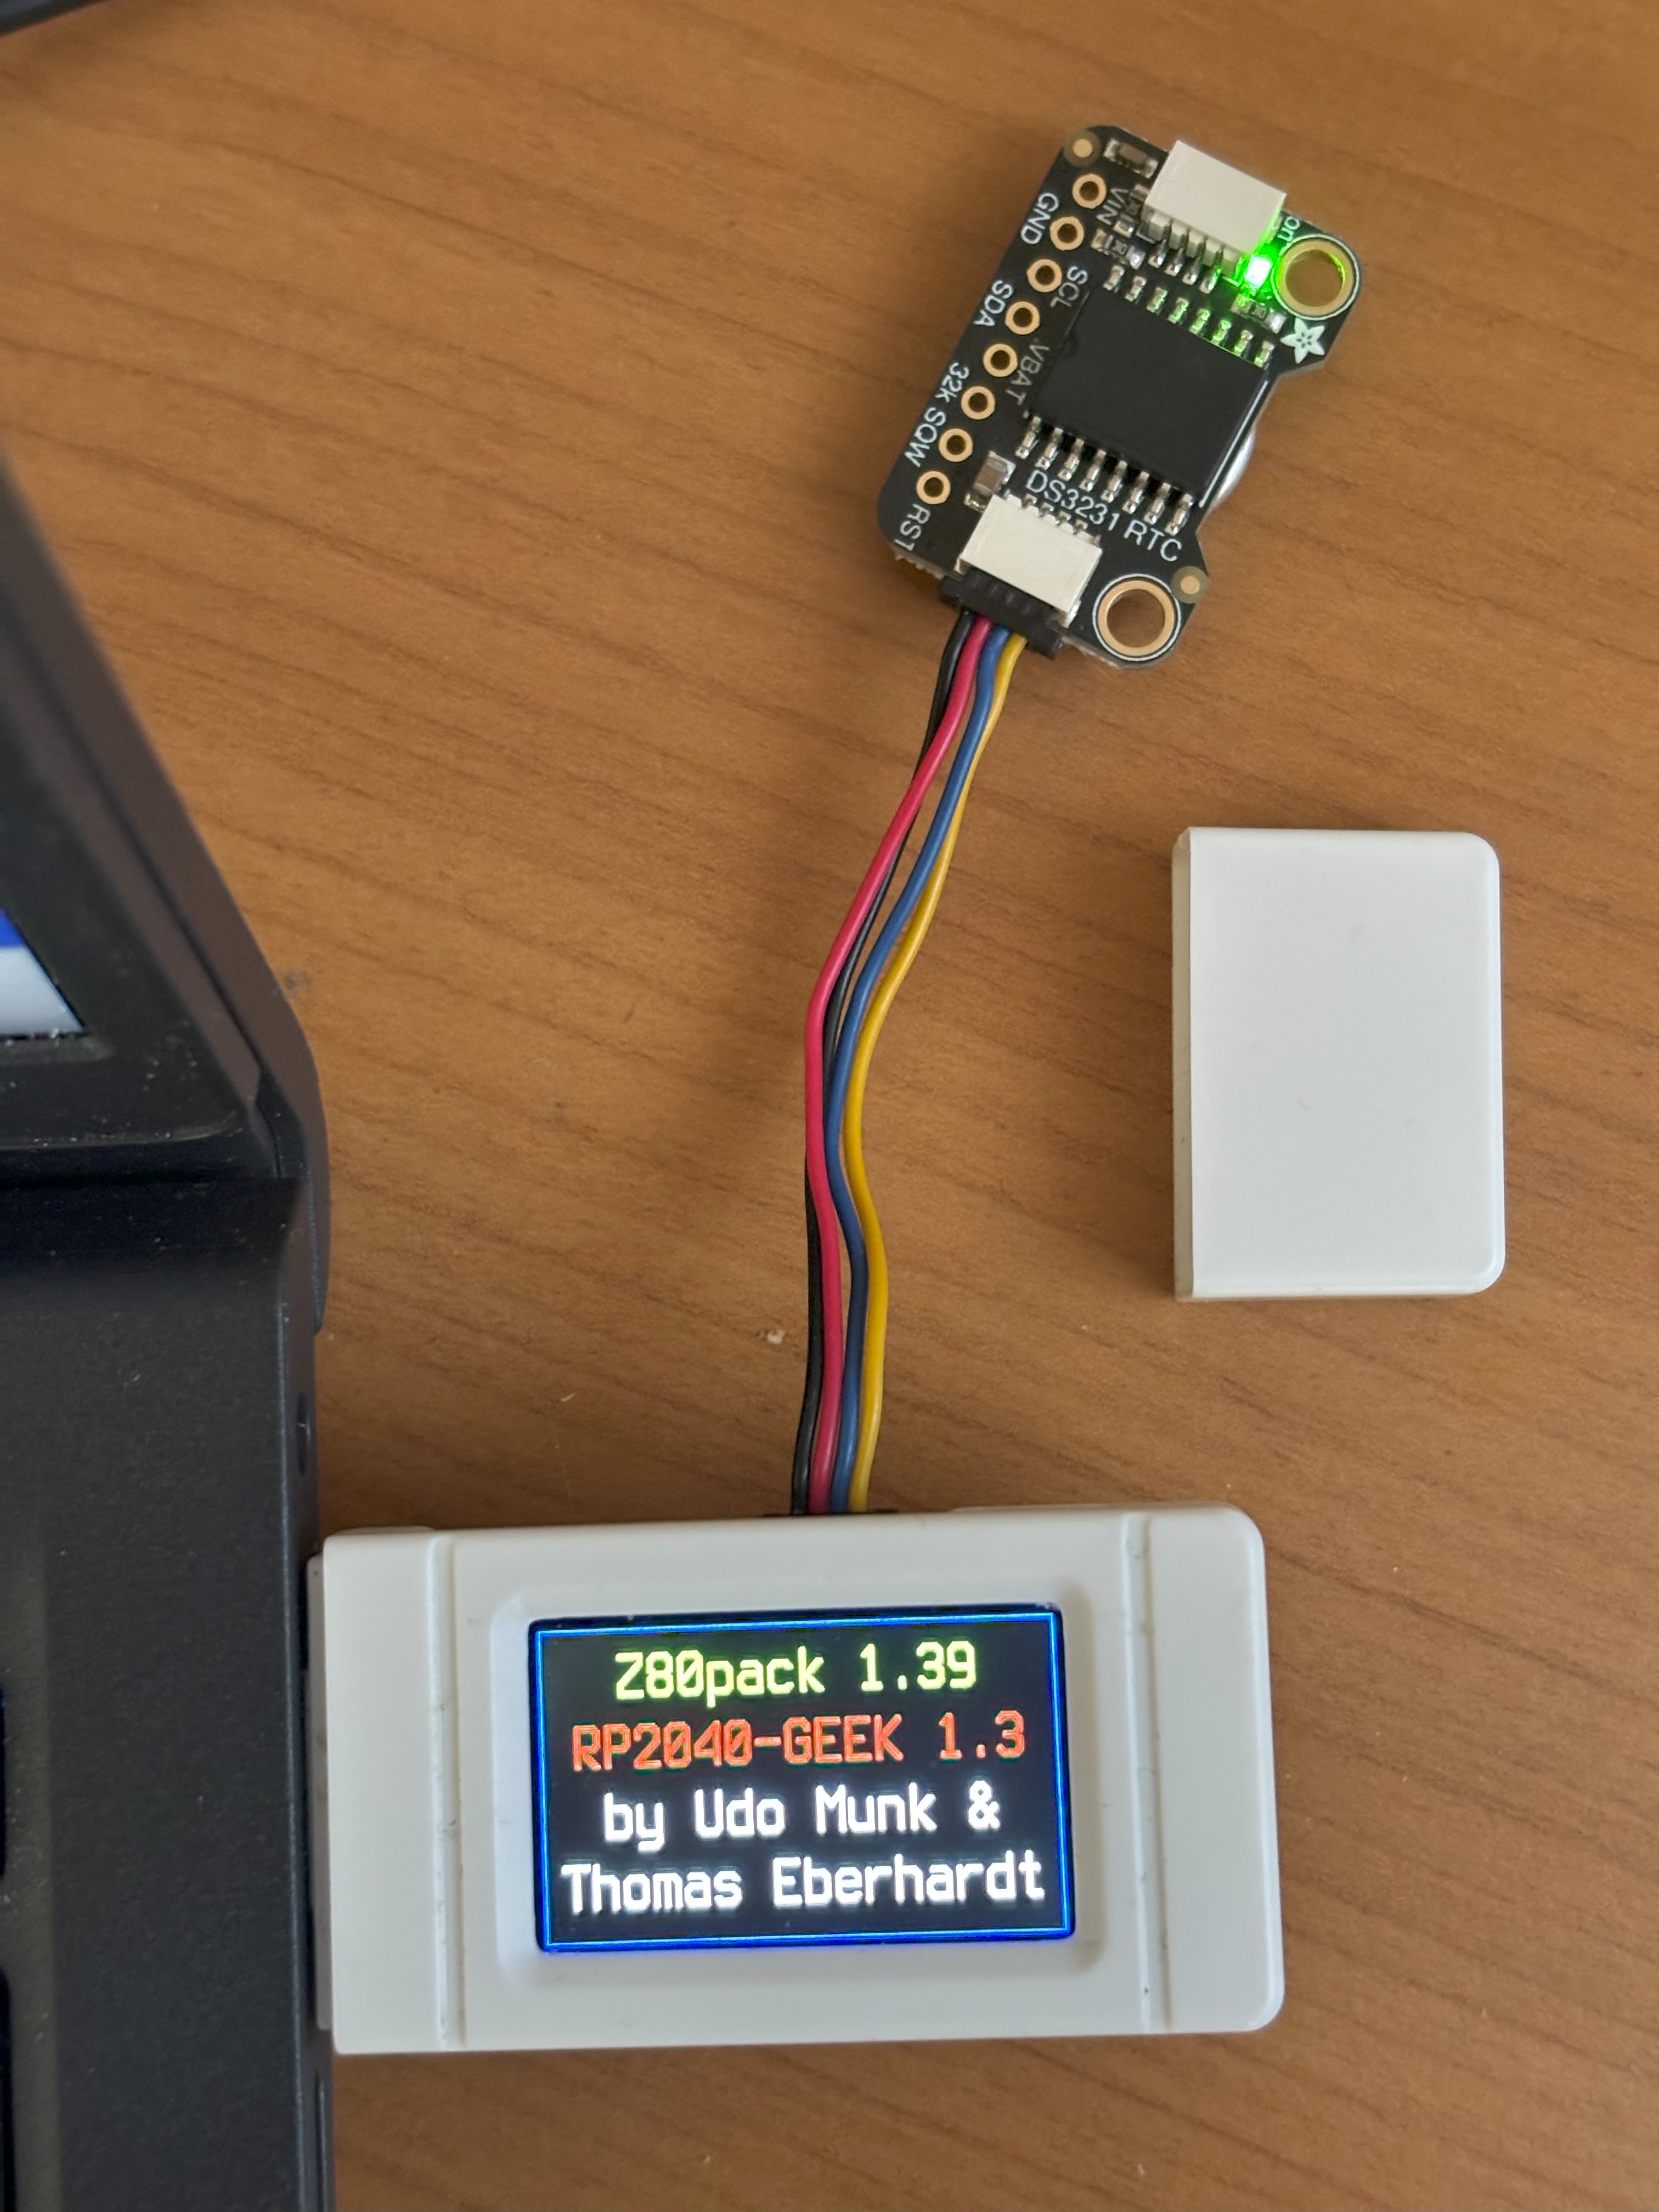 on
VIN
GND
SCL
SDA
VBAT
32K
SQW
RST
DS3231 RTC
Z80pack 1.39
RP2040-GEEK 1.3
by Udo Munk &
Thomas Eberhardt